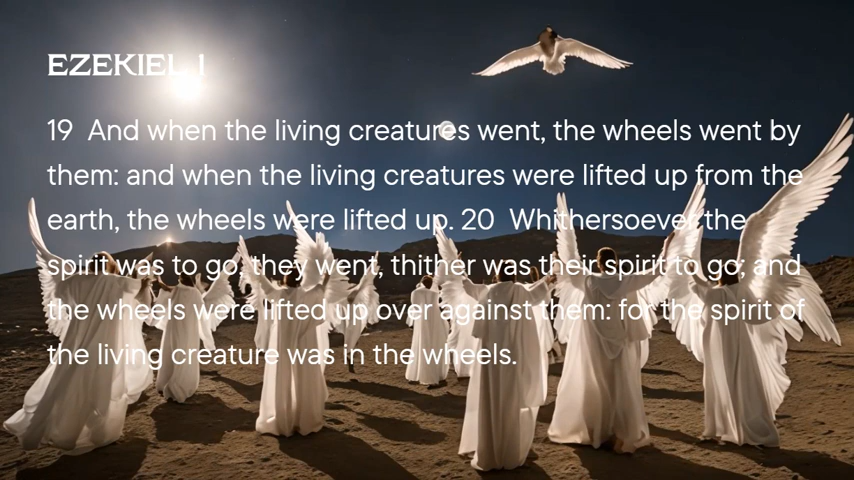 EZEKIEL 1
19 And when the living creatures went, the wheels went by
them: and when the living creatures were lifted up from the
earth, the wheels were lifted up. 20 Whithersoever the
spirit was to go, they went, thither was their spirit to go; and
the wheels were lifted up over against them: for the spirit of
the living creature was in the wheels.